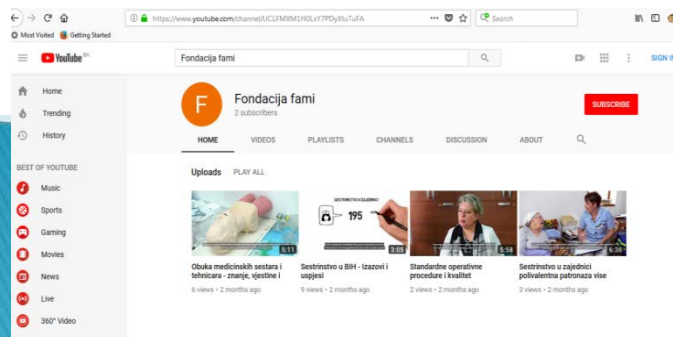 https://www.youtube.com/channel/UCLFMXM1H0LxY7PDyXtuTuFA
Search
Most Visited
Getting Started
YouTube BA
Fondacija fami
SIGN IN
Home
Trending
History
BEST OF YOUTUBE
Music
Sports
Gaming
Movies
News
Live
360° Video
F
Fondacija fami
2 subscribers
SUBSCRIBE
HOME
VIDEOS
PLAYLISTS
CHANNELS
DISCUSSION
ABOUT
Uploads
PLAY ALL
5:11
Obuka medicinskih sestara i
tehnicara - znanje, vjestine i
6 views • 2 months ago
SESTRINSTVO U ZAJEDNICI
195
3:05
Sestrinstvo u BIH - Izazovi i
uspjesi
9 views • 2 months ago
5:58
Standardne operativne
procedure i kvalitet
2 views • 2 months ago
6:36
Sestrinstvo u zajednici
polivalentna patronaza vise
3 views • 2 months ago